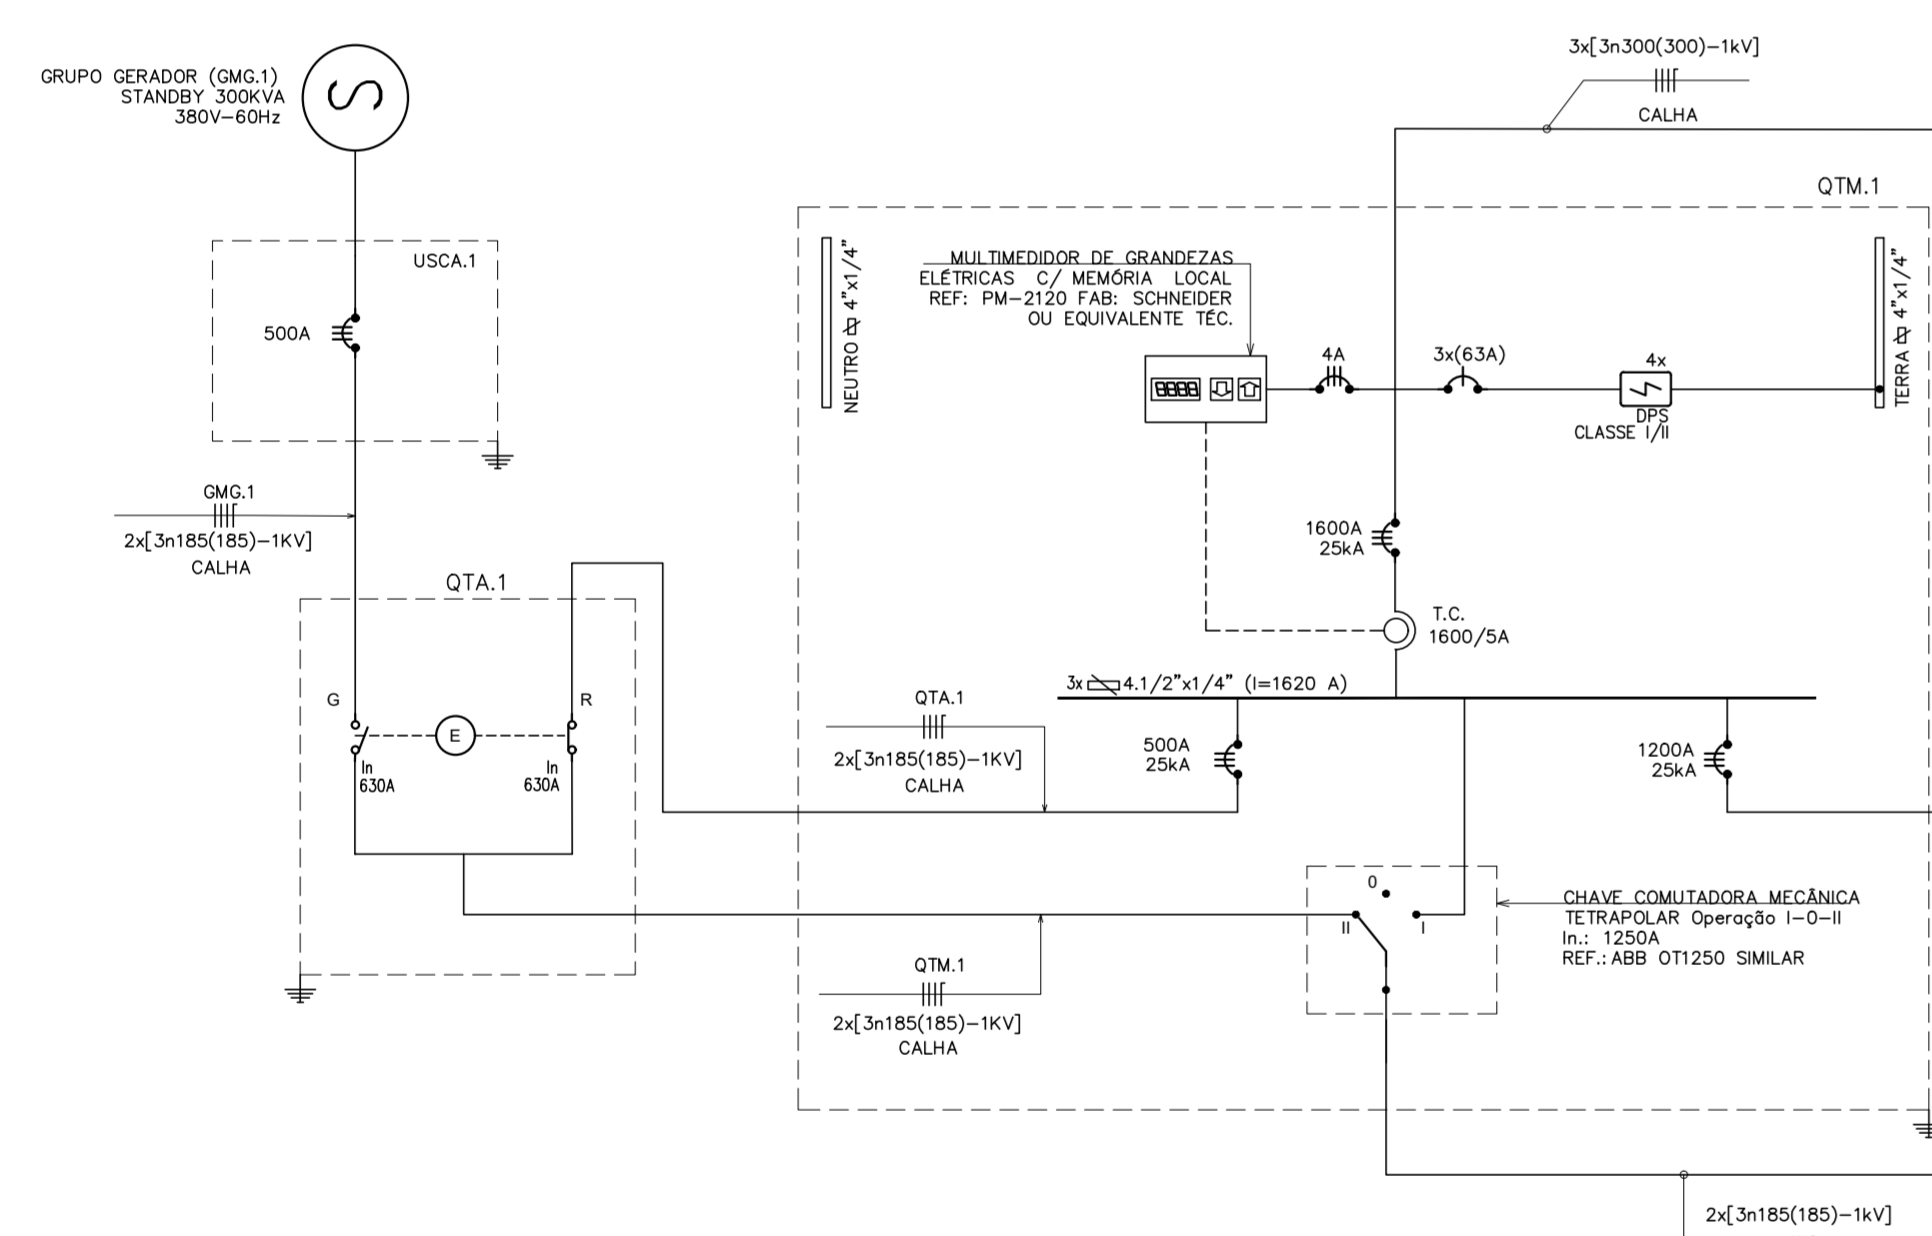 GRUPO GERADOR (GMG.1)
STANDBY 300KVA
380V-60Hz
3x[3n300(300)-1kV]
CALHA
QTM.1
USCA.1
500A
NEUTRO 4"x1/4"
MULTIMEDIDOR DE GRANDEZAS
ELÉTRICAS C/ MEMÓRIA LOCAL
REF: PM-2120 FAB: SCHNEIDER
OU EQUIVALENTE TÉC.
TERRA 4"x1/4"
4A
3x(63A)
4x
DPS
CLASSE I/II
GMG.1
2x[3n185(185)-1KV]
CALHA
1600A
25kA
QTA.1
T.C.
1600/5A
3x 4.1/2"x1/4" (I=1620 A)
G
R
E
In
630A
In
630A
QTA.1
2x[3n185(185)-1KV]
CALHA
500A
25kA
1200A
25kA
0
II
I
CHAVE COMUTADORA MECÂNICA
TETRAPOLAR Operação I-0-II
In.: 1250A
REF.: ABB OT1250 SIMILAR
QTM.1
2x[3n185(185)-1KV]
CALHA
2x[3n185(185)-1kV]